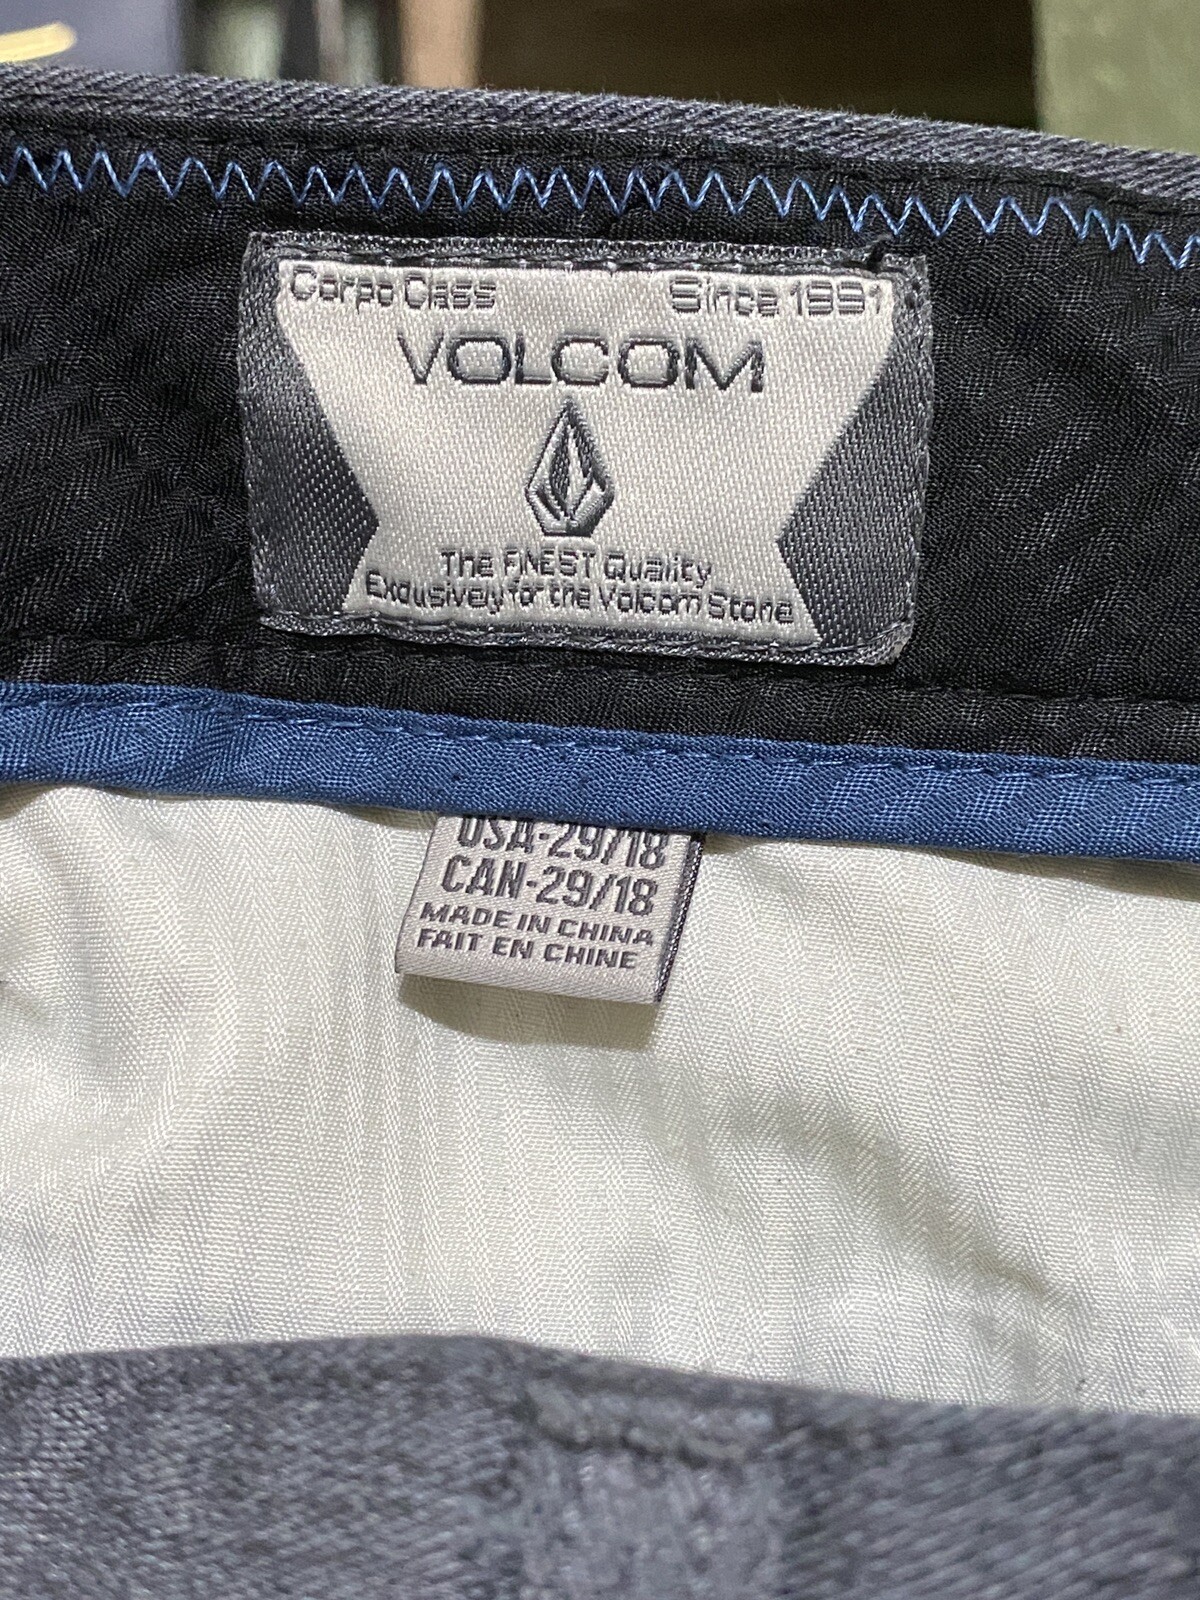 Corpo Class Since 1991
VOLCOM
The FINEST Quality
Exclusively for the Volcom Stone
USA-29/18
CAN-29/18
MADE IN CHINA
FAIT EN CHINE